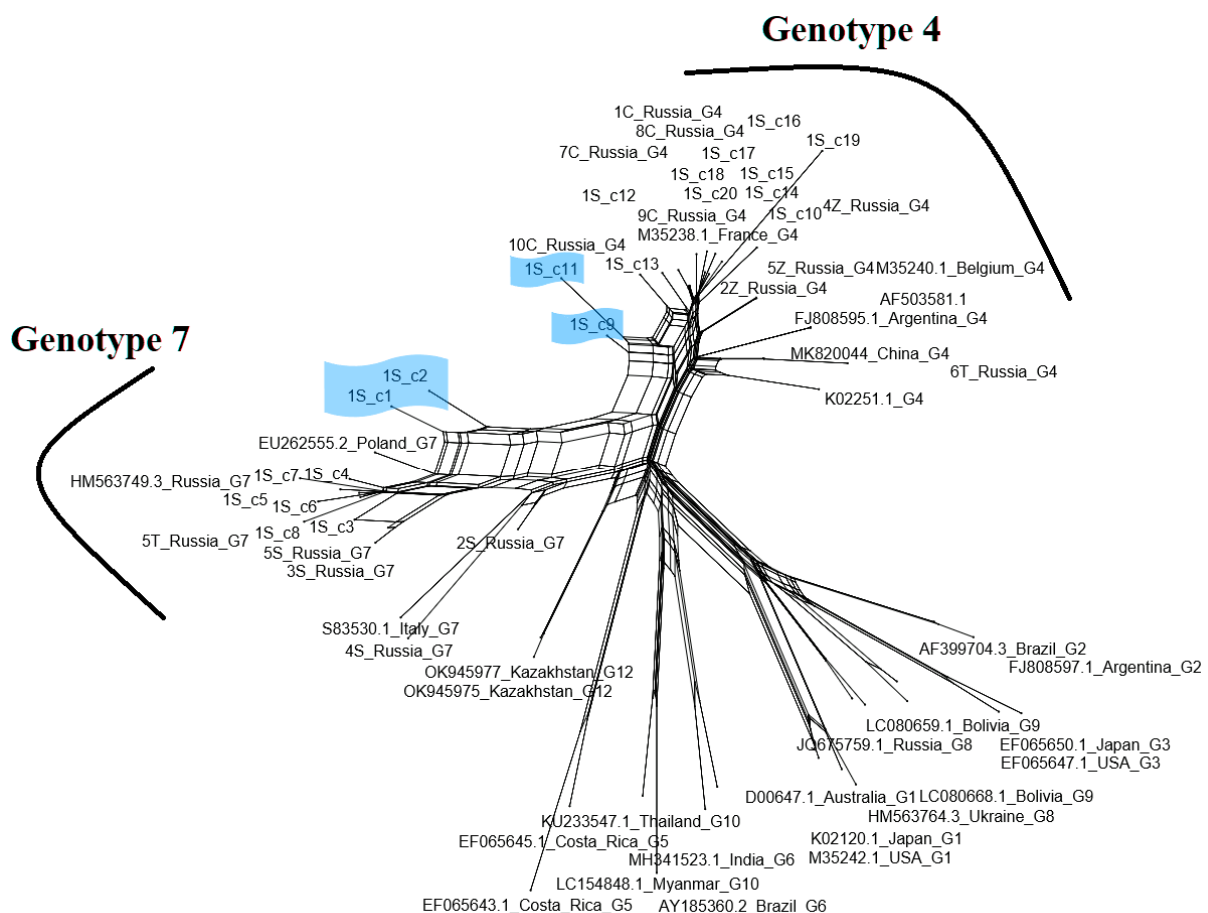 Genotype 4
1C_Russia_G4
1S_c16
8C_Russia_G4
1S_c19
7C_Russia_G4
1S_c17
1S_c18
1S_c15
1S_c12
1S_c20
1S_c14
4Z_Russia_G4
9C_Russia_G4
1S_c10
M35238.1_France_G4
10C_Russia_G4
1S_c11
1S_c13
5Z_Russia_G4
M35240.1_Belgium_G4
2Z_Russia_G4
AF503581.1
FJ808595.1_Argentina_G4
1S_c9
Genotype 7
MK820044_China_G4
6T_Russia_G4
1S_c2
1S_c1
K02251.1_G4
EU262555.2_Poland_G7
HM563749.3_Russia_G7
1S_c7
1S_c4
1S_c5
1S_c6
1S_c8
1S_c3
5T_Russia_G7
5S_Russia_G7
2S_Russia_G7
3S_Russia_G7
S83530.1_Italy_G7
4S_Russia_G7
AF399704.3_Brazil_G2
FJ808597.1_Argentina_G2
OK945977_Kazakhstan_G12
OK945975_Kazakhstan_G12
LC080659.1_Bolivia_G9
JQ675759.1_Russia_G8
EF065650.1_Japan_G3
EF065647.1_USA_G3
D00647.1_Australia_G1
LC080668.1_Bolivia_G9
KU233547.1_Thailand_G10
HM563764.3_Ukraine_G8
EF065645.1_Costa_Rica_G5
K02120.1_Japan_G1
MH341523.1_India_G6
M35242.1_USA_G1
LC154848.1_Myanmar_G10
EF065643.1_Costa_Rica_G5
AY185360.2_Brazil_G6